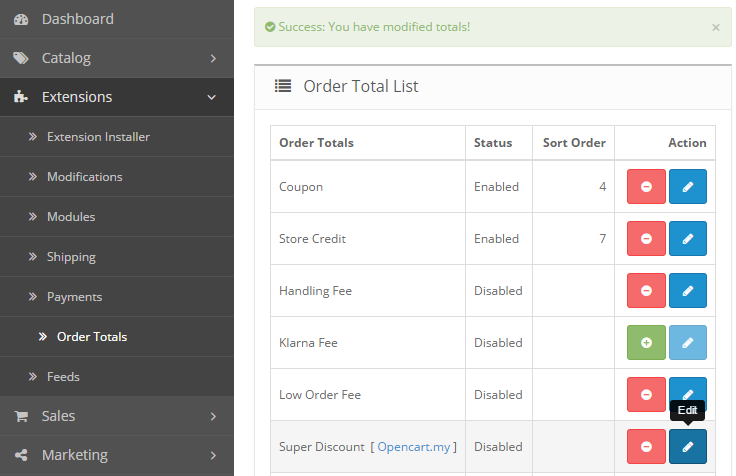 Dashboard
Catalog
Extensions
Extension Installer
Modifications
Modules
Shipping
Payments
Order Totals
Feeds
Sales
Marketing
Success: You have modified totals! ×
Order Total List
Order Totals Status Sort Order Action
Coupon Enabled 4
Store Credit Enabled 7
Handling Fee Disabled
Klarna Fee Disabled
Low Order Fee Disabled
Edit
Super Discount [ Opencart.my ] Disabled